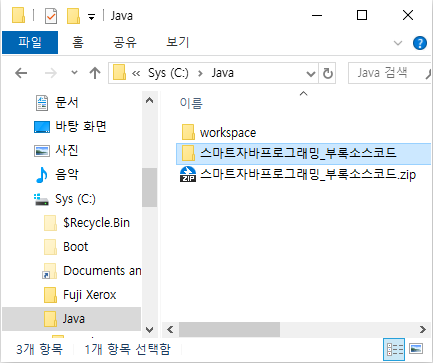 Java
파일 홈 공유 보기
« Sys (C:) > Java Java 검색
이름
문서
바탕 화면
사진
음악
Sys (C:)
$Recycle.Bin
Boot
Documents an
Fuji Xerox
Java
workspace
스마트자바프로그래밍_부록소스코드
스마트자바프로그래밍_부록소스코드.zip
3개 항목 1개 항목 선택함